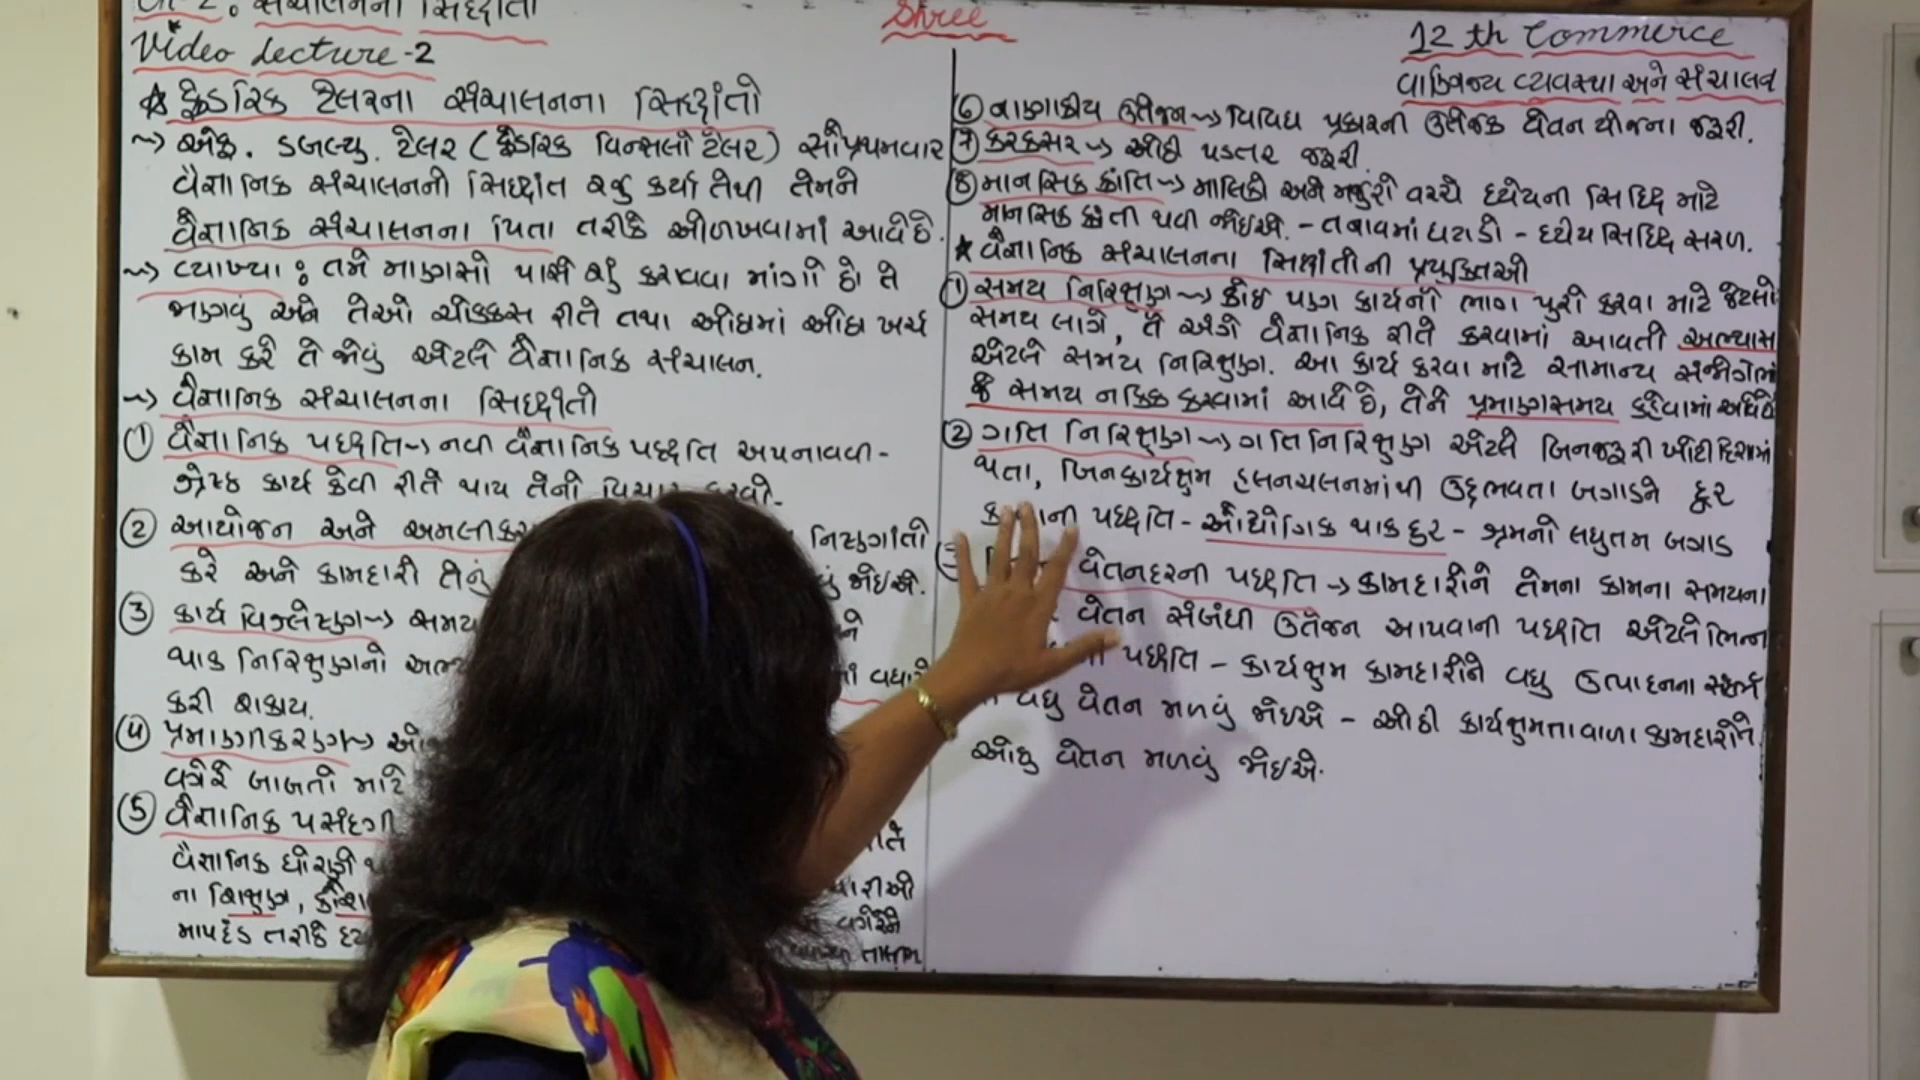 Shree
12 th Commerce
વાણિજ્ય વ્યવસ્થા અને સંચાલન
સંચાલનના સિદ્ધાંતો
Video Lecture-2
☆ ફ્રેડરિક ટેલરના સંચાલનના સિદ્ધાંતો
~> એફ. ડબલ્યુ. ટેલર (ફ્રેડરિક વિન્સલો ટેલર) સૌપ્રથમવાર
વૈજ્ઞાનિક સંચાલનની સિદ્ધાંત રજુ કર્યા તેથી તેમને
વૈજ્ઞાનિક સંચાલનના પિતા તરીકે ઓળખવામાં આવે છે.
~> વ્યાખ્યા : તમે માણસો પાસે શું કરાવવા માંગો છો તે
જાણવું અને તેઓ ચોક્કસ રીતે તથા ઓછામાં ઓછા ખર્ચે
કામ કરે તે જોવું એટલે વૈજ્ઞાનિક સંચાલન.
~> વૈજ્ઞાનિક સંચાલનના સિદ્ધાંતો
① વૈજ્ઞાનિક પદ્ધતિ~> નવી વૈજ્ઞાનિક પદ્ધતિ અપનાવવી -
શ્રેષ્ઠ કાર્ય કેવી રીતે થાય તેનો
② આયોજન અને નિષ્ણાંતો
કરે અને કામદારો તેનું જોઈએ.
③ કાર્ય વિશ્લેષણ~> સમય
થાક નિરિક્ષણનો
કરી શકાય.
④ પ્રમાણીકરણ~>
વગેરે બાબતો માટે
⑤ વૈજ્ઞાનિક પસંદગી
વૈજ્ઞાનિક ધોરણે
ના શિક્ષણ,
માપદંડ તરીકે વગેરેને
⑥ નાણાકીય ઉત્તેજન~> વિવિધ પ્રકારની ઉત્તેજક વેતન યોજના જરૂરી.
⑦ કરકસર~> ઓછી પડતર જરૂરી.
⑧ માનસિક ક્રાંતિ~> માલિકો અને મજુરો વચ્ચે ધ્યેયની સિદ્ધિ માટે
માનસિક ક્રાંતી થવી જોઈએ. - તનાવમાં ઘટાડો - ધ્યેય સિદ્ધિ સરળ.
* વૈજ્ઞાનિક સંચાલનના સિદ્ધાંતોની પ્રયુક્તિઓ
① સમય નિરિક્ષણ~> કોઈ પણ કાર્યનો ભાગ પુરો કરવા માટે જેટલો
સમય લાગે, તે અંગે વૈજ્ઞાનિક રીતે કરવામાં આવતો અભ્યાસ
એટલે સમય નિરિક્ષણ. આ કાર્ય કરવા માટે સામાન્ય સંજોગોમાં
જે સમય નક્કિ કરવામાં આવે છે, તેને પ્રમાણસમય કહેવામાં આવે છે
② ગતિ નિરિક્ષણ~> ગતિ નિરિક્ષણ એટલે બિનજરૂરી ખોટી દિશામાં
થતા, બિનકાર્યક્ષમ હલનચલનમાંથી ઉદ્દભવતા બગાડને દૂર
પદ્ધતિ - ઔદ્યોગિક થાક દુર - શ્રમનો લઘુતમ બગાડ
વેતનદરની પદ્ધતિ -> કામદારોને તેમના કામના સમયના
વેતન સંબંધી ઉત્તેજન આપવાની પદ્ધતિ એટલે ભિન્ન
પદ્ધતિ - કાર્યક્ષમ કામદારોને વધુ ઉત્પાદનના
વધુ વેતન મળવું જોઈએ - ઓછી કાર્યક્ષમતાવાળા કામદારોને
ઓછુ વેતન મળવું જોઈએ.